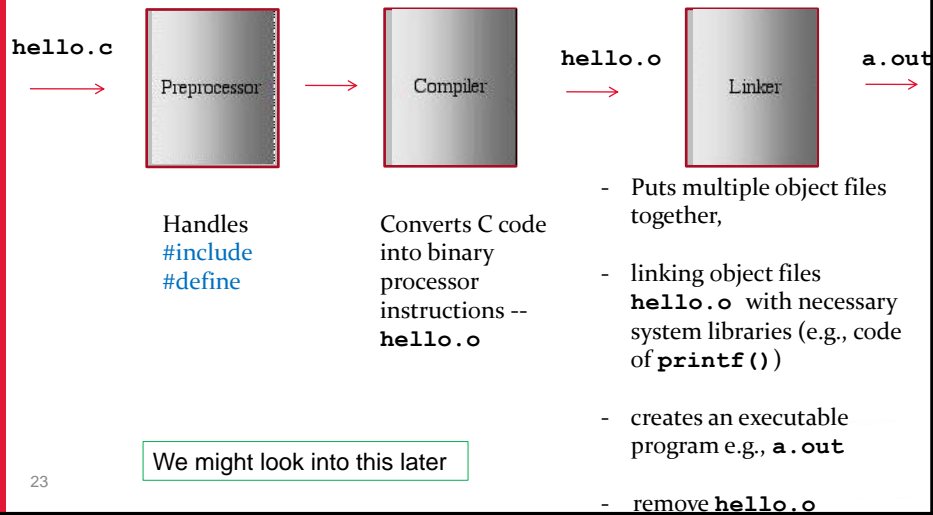 hello.c
Preprocessor
Compiler
hello.o
Linker
a.out
Handles
#include
#define
Converts C code
into binary
processor
instructions --
hello.o
- Puts multiple object files
together,
- linking object files
hello.o with necessary
system libraries (e.g., code
of printf())
- creates an executable
program e.g., a.out
- remove hello.o
We might look into this later
23